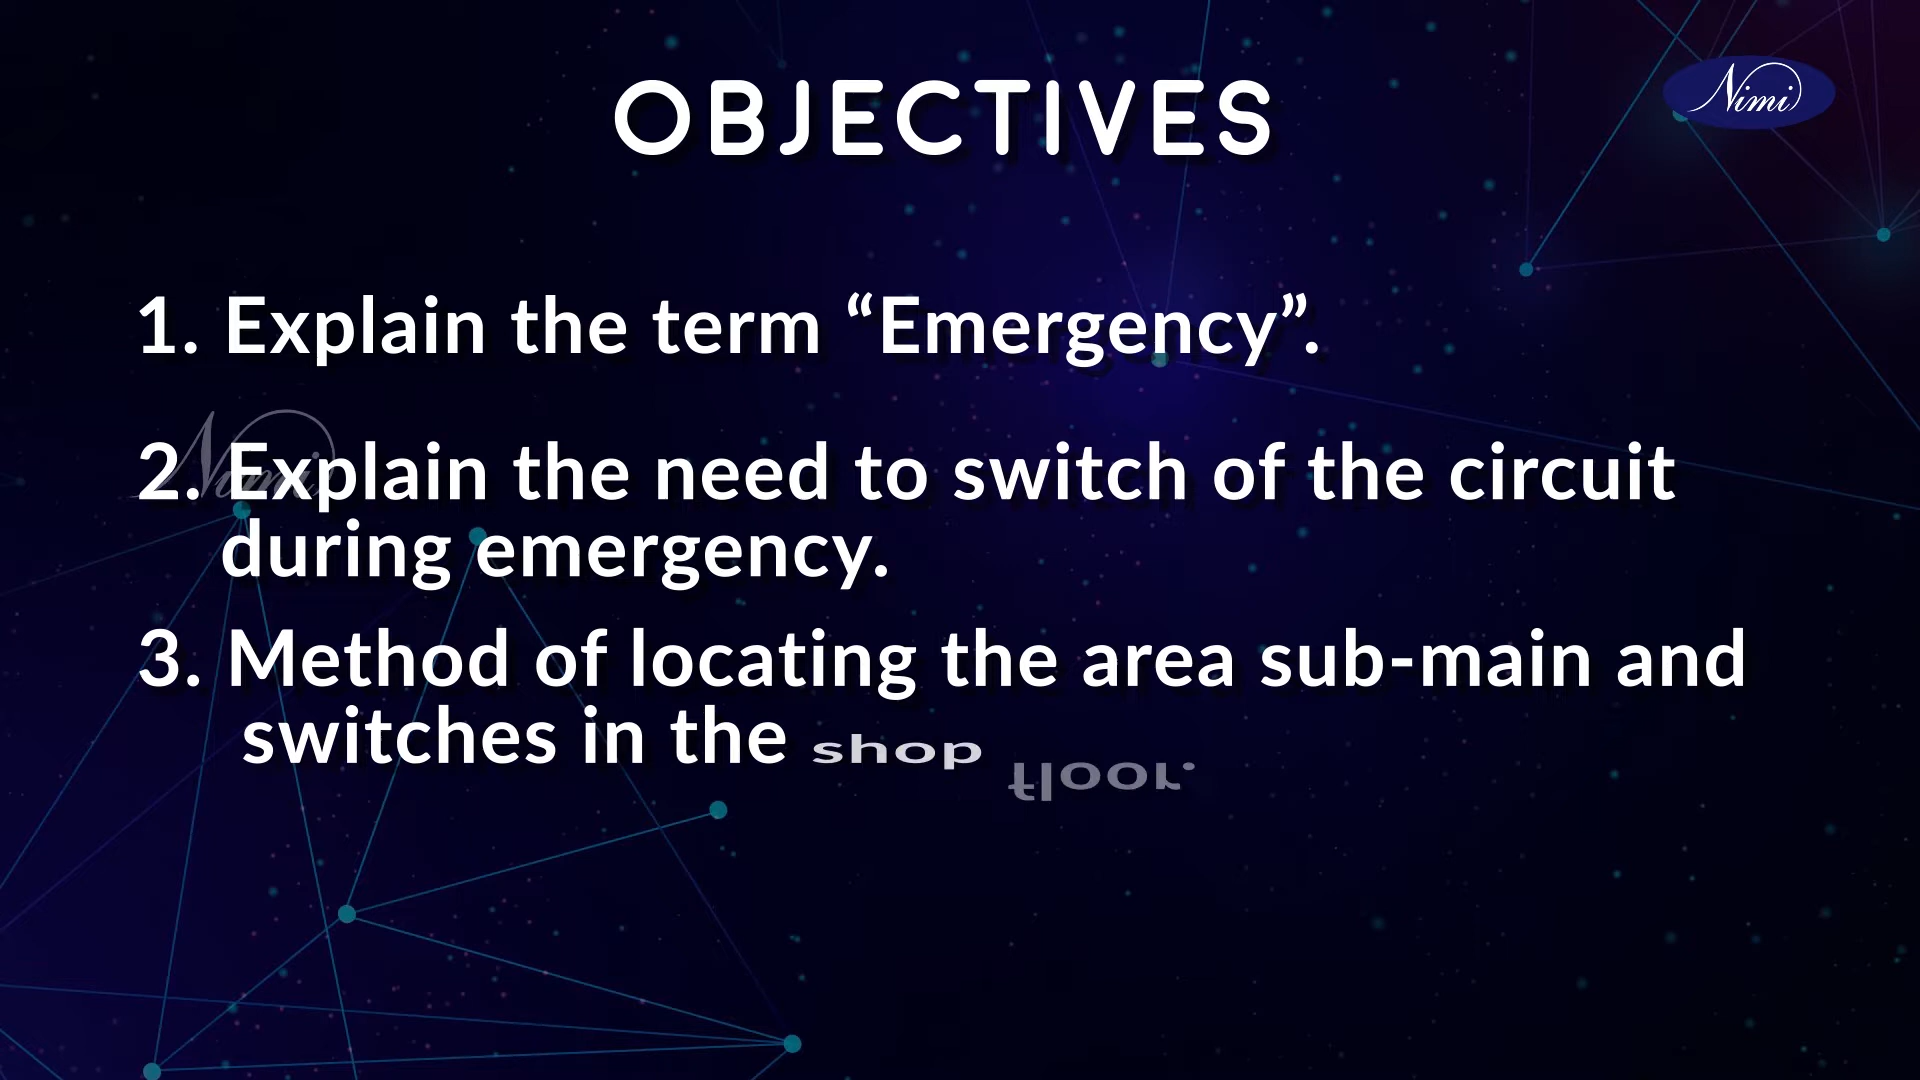 OBJECTIVES
Nimi
1. Explain the term “Emergency”.
2. Explain the need to switch of the circuit
during emergency.
3. Method of locating the area sub-main and
switches in the shop floor.
Nimi